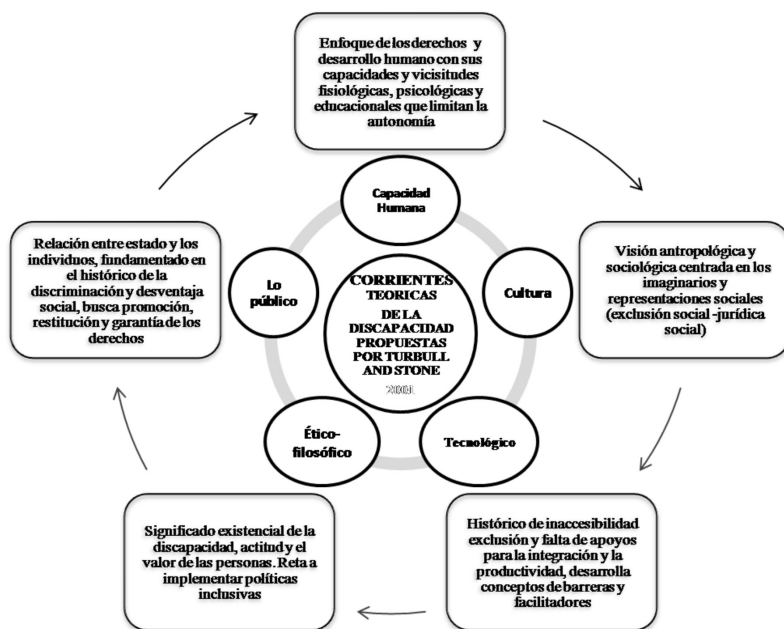 Enfoque de los derechos y
desarrollo humano con sus
capacidades y vicisitudes
fisiológicas, psicológicas y
educacionales que limitan la
autonomía
Capacidad
Humana
Relación entre estado y los
individuos, fundamentado en
el histórico de la
discriminación y desventaja
social, busca promoción,
restitución y garantía de los
derechos
Lo
público
CORRIENTES
TEORICAS
DE LA
DISCAPACIDAD
PROPUESTAS
POR TURBULL
AND STONE
2001
Cultura
Visión antropológica y
sociológica centrada en los
imaginarios y
representaciones sociales
(exclusión social -jurídica
social)
Ético-
filosófico
Tecnológico
Significado existencial de la
discapacidad, actitud y el
valor de las personas. Reta a
implementar políticas
inclusivas
Histórico de inaccesibilidad
exclusión y falta de apoyos
para la integración y la
productividad, desarrolla
conceptos de barreras y
facilitadores